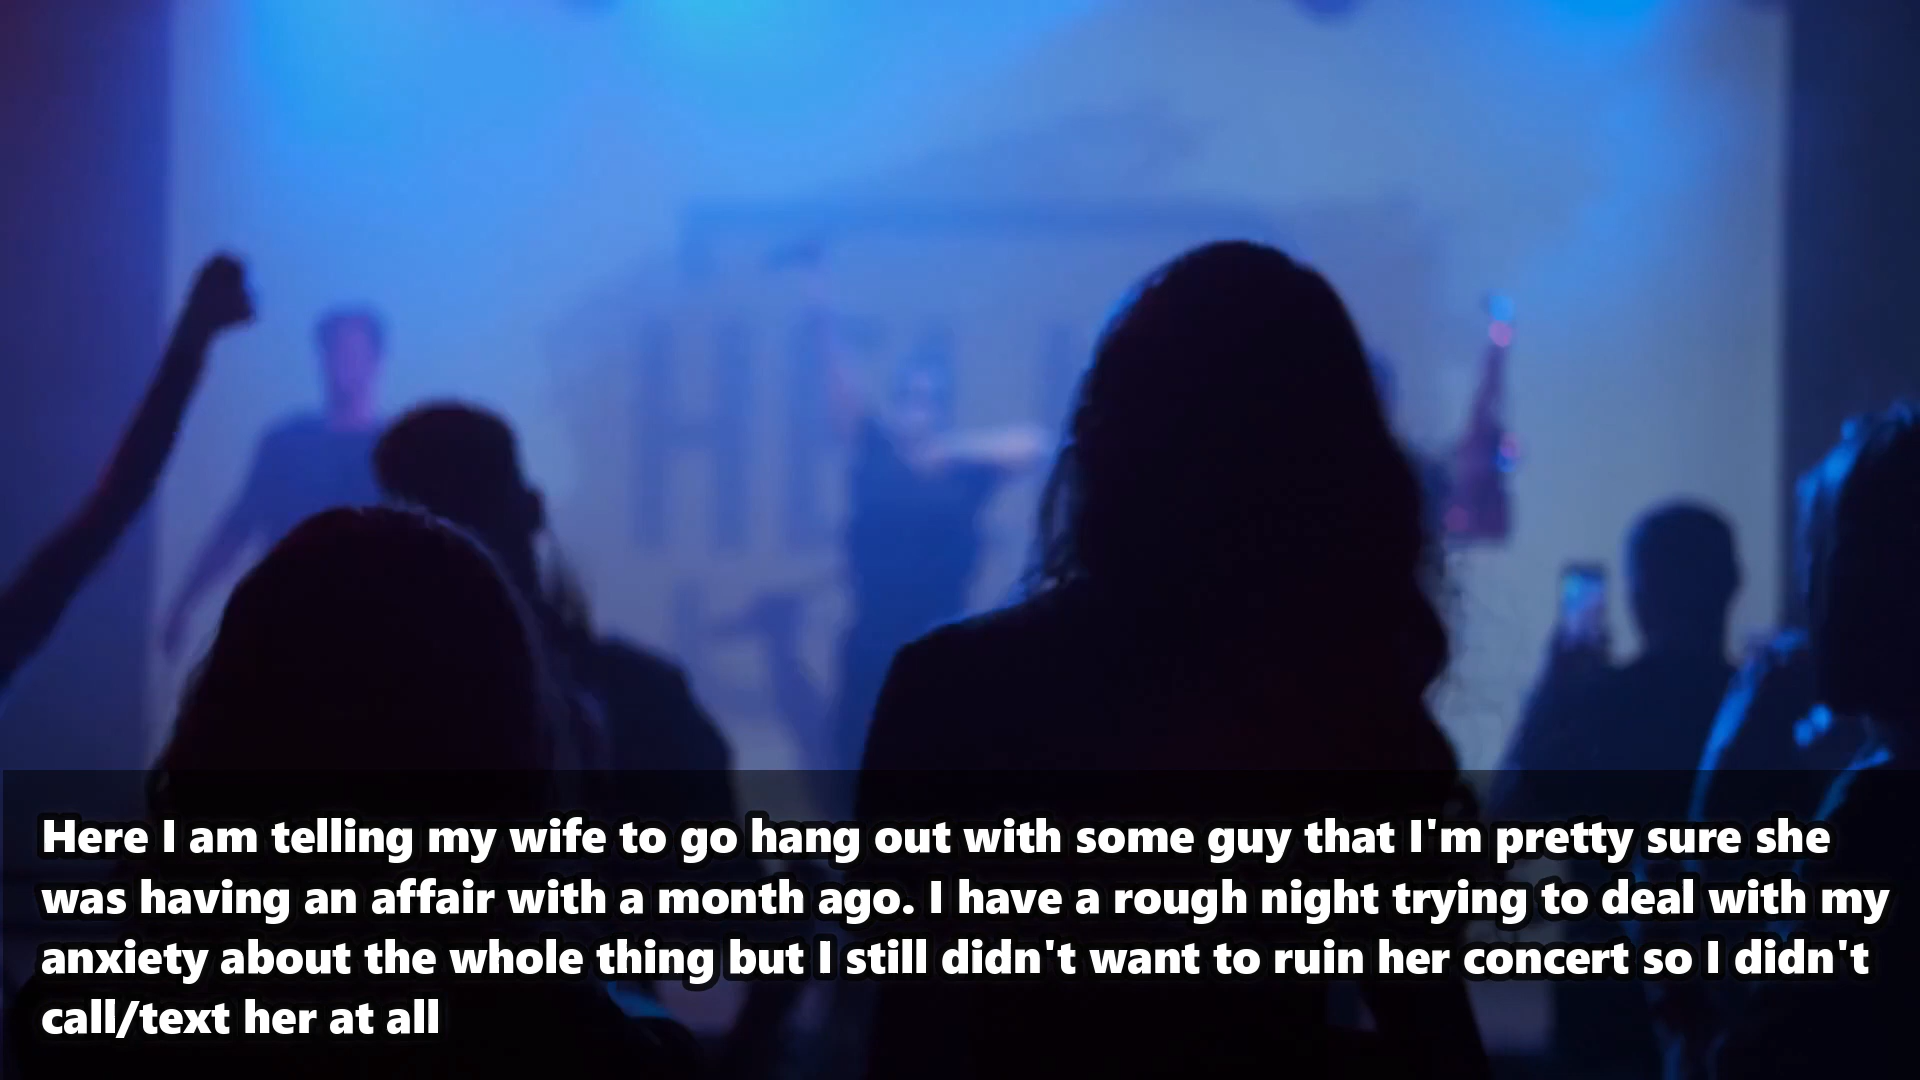 Here I am telling my wife to go hang out with some guy that I'm pretty sure she
was having an affair with a month ago. I have a rough night trying to deal with my
anxiety about the whole thing but I still didn't want to ruin her concert so I didn't
call/text her at all